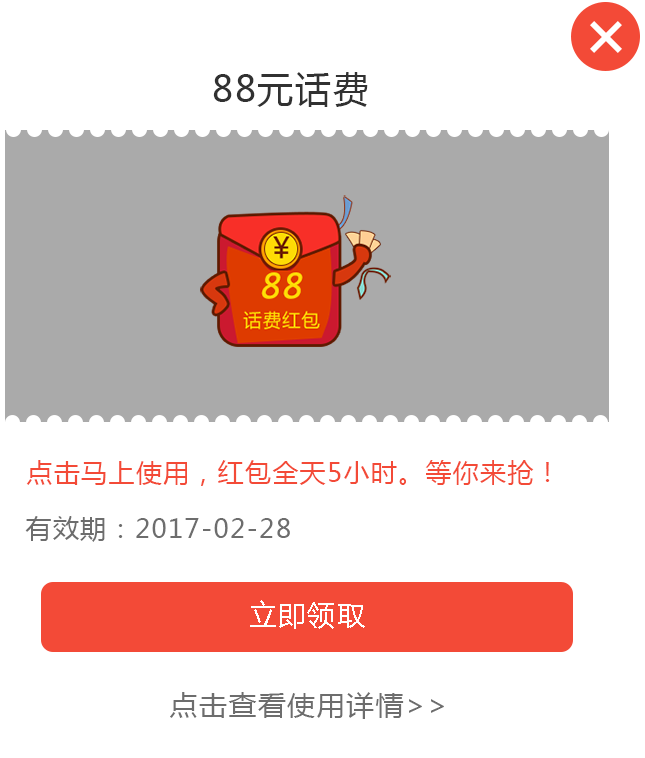 88元话费
¥
88
话费红包
点击马上使用，红包全天5小时。等你来抢！
有效期：2017-02-28
立即领取
点击查看使用详情>>